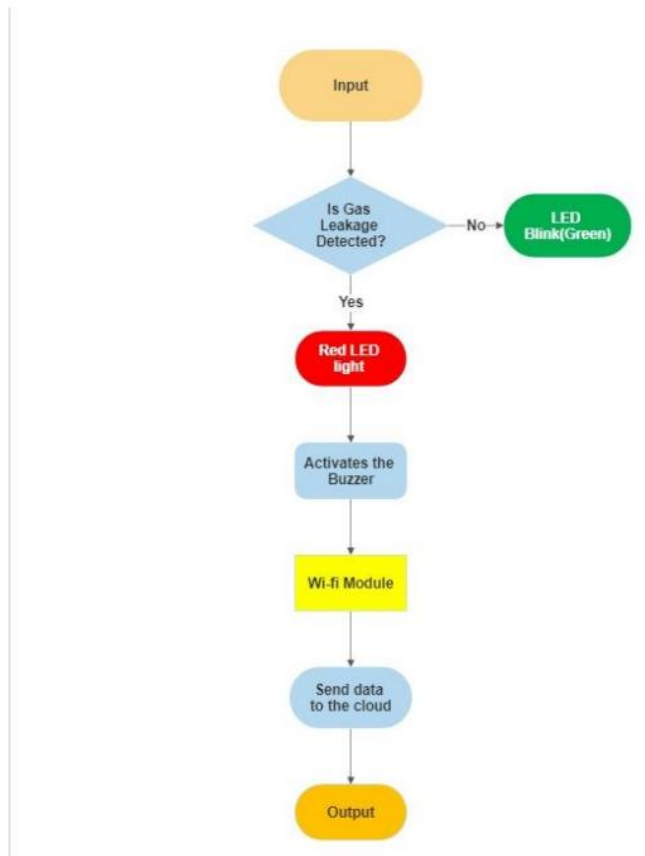 Input
Is Gas
Leakage
Detected?
No
LED
Blink(Green)
Yes
Red LED
light
Activates the
Buzzer
Wi-fi Module
Send data
to the cloud
Output